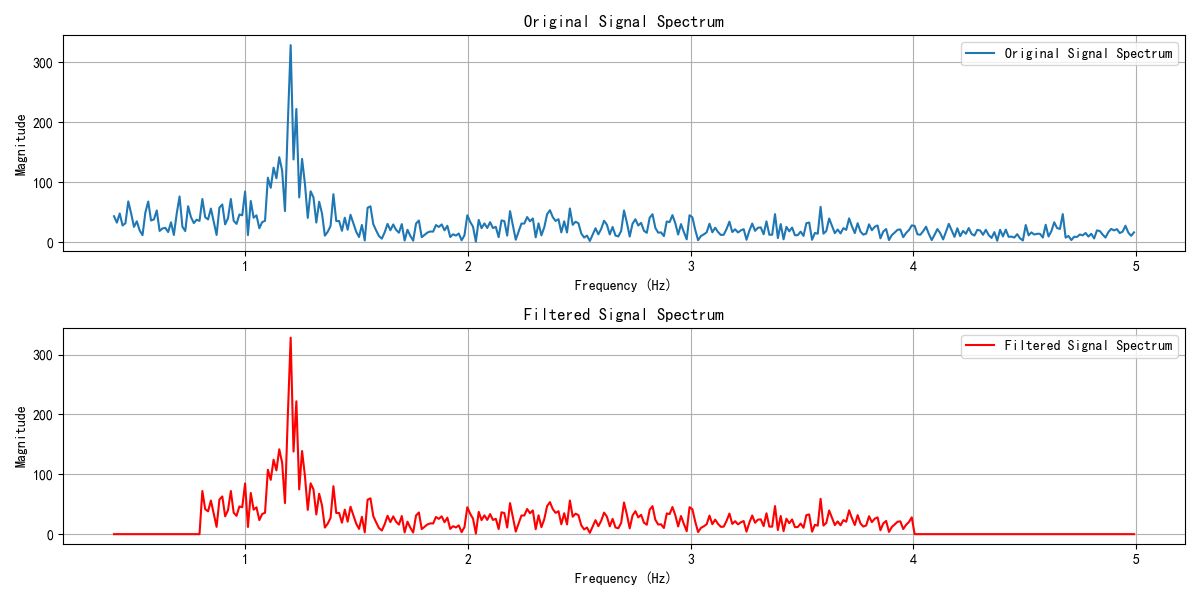 Original Signal Spectrum
Original Signal Spectrum
300
200
100
0
Magnitude
1 2 3 4 5
Frequency (Hz)
Filtered Signal Spectrum
Filtered Signal Spectrum
300
200
100
0
Magnitude
1 2 3 4 5
Frequency (Hz)